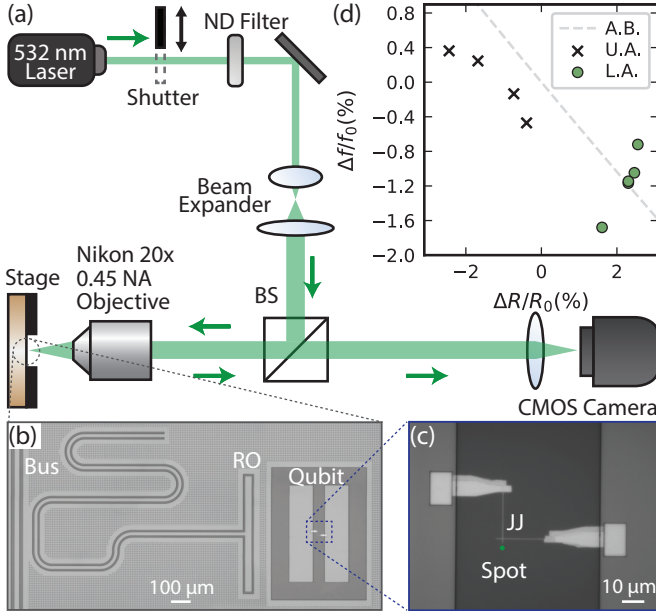 (a)
532 nm
Laser
Shutter
ND Filter
Beam
Expander
Nikon 20x
0.45 NA
Objective
Stage
BS
CMOS Camera
(d)
A.B.
U.A.
L.A.
Δf/f₀(%)
0.8
0.4
0.0
−0.4
−0.8
−1.2
−1.6
−2.0
−2
0
2
ΔR/R₀(%)
(b)
Bus
RO
Qubit
100 μm
(c)
JJ
Spot
10 μm